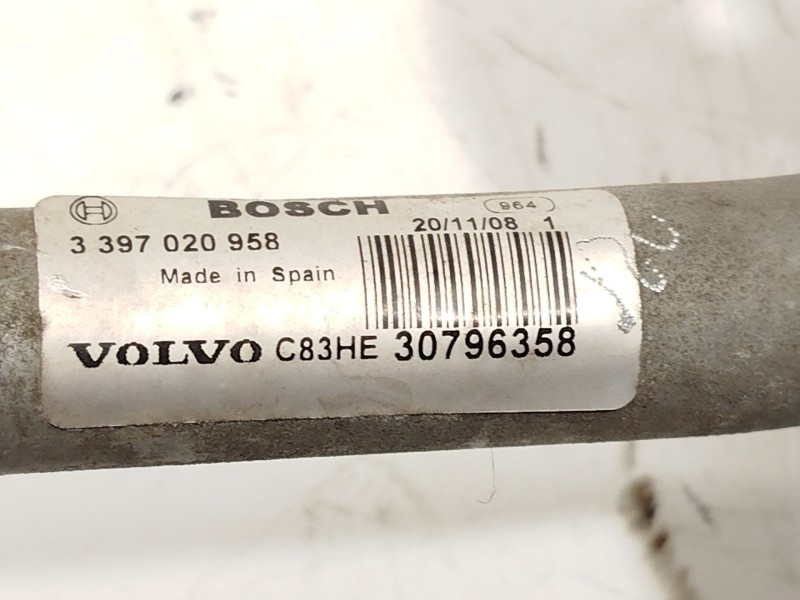 BOSCH 964
3 397 020 958 20/11/08 1
Made in Spain
VOLVO C83HE 30796358